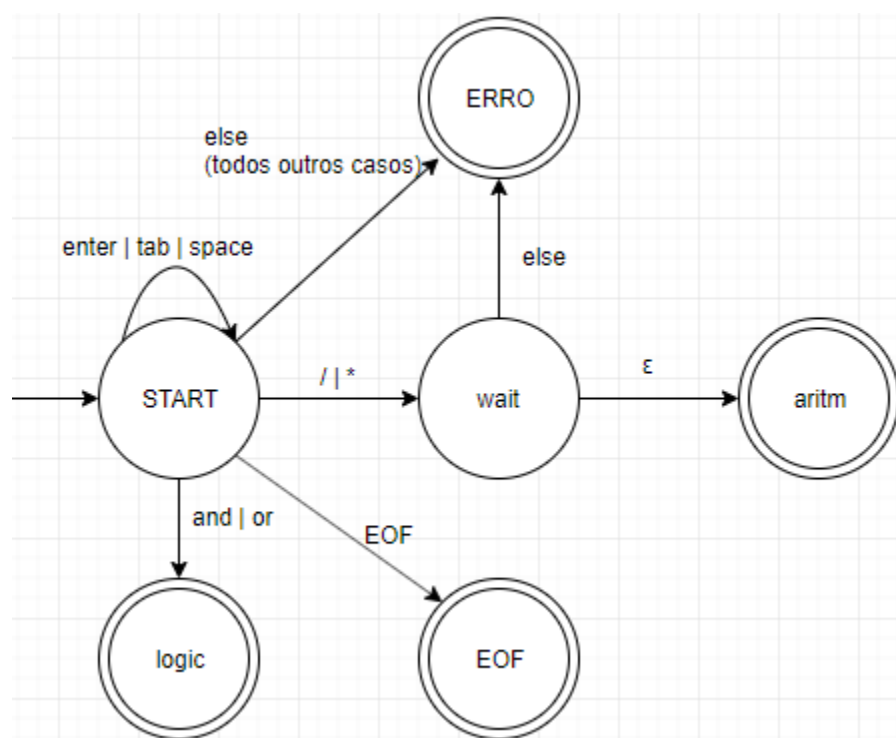 ERRO
else
(todos outros casos)
enter | tab | space
else
START
/ | *
wait
ε
aritm
and | or
EOF
logic
EOF